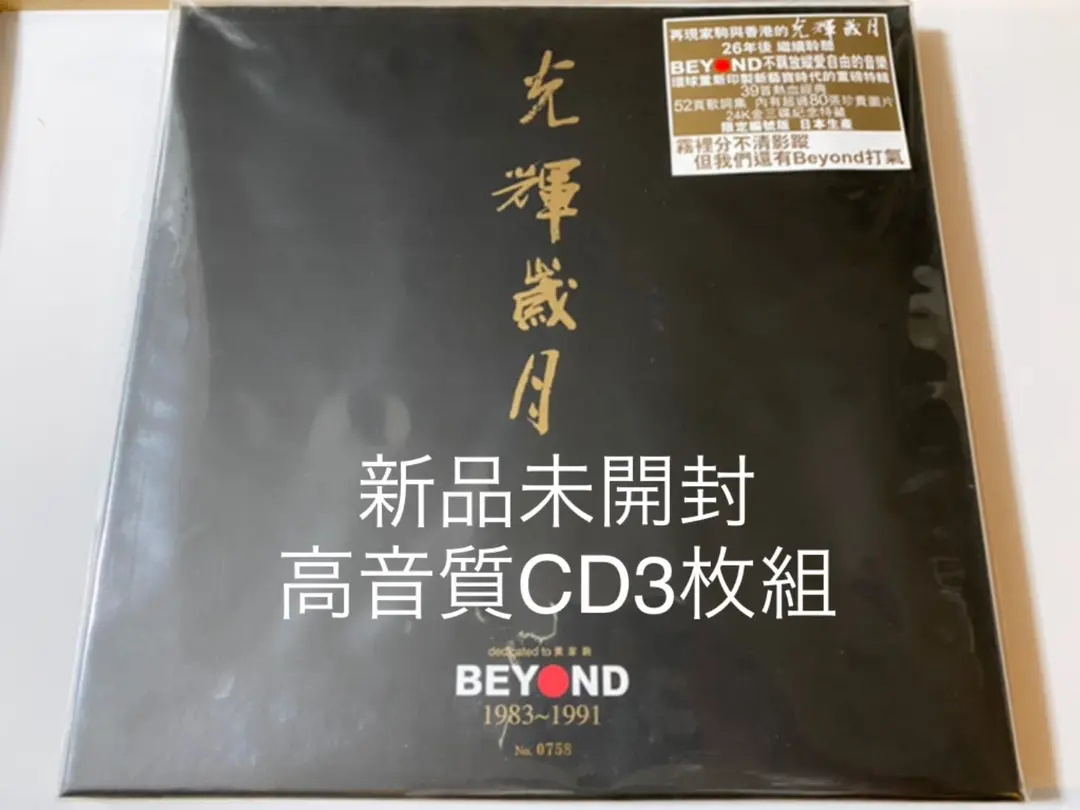 光輝歲月
再現家駒與香港的光輝歲月
26年後 繼續聆聽
BEYOND不羈放縱愛自由的音樂
環球重新印製新藝寶時代的重磅特輯
39首熱血經典
52頁歌詞集 內有超過80張珍貴圖片
24K金三碟紀念特藏
限定編號版 日本生產
霧裡分不清影蹤
但我們還有Beyond打氣
新品未開封
高音質CD3枚組
dedicated to 黃家駒
BEYOND
1983~1991
No. 0758